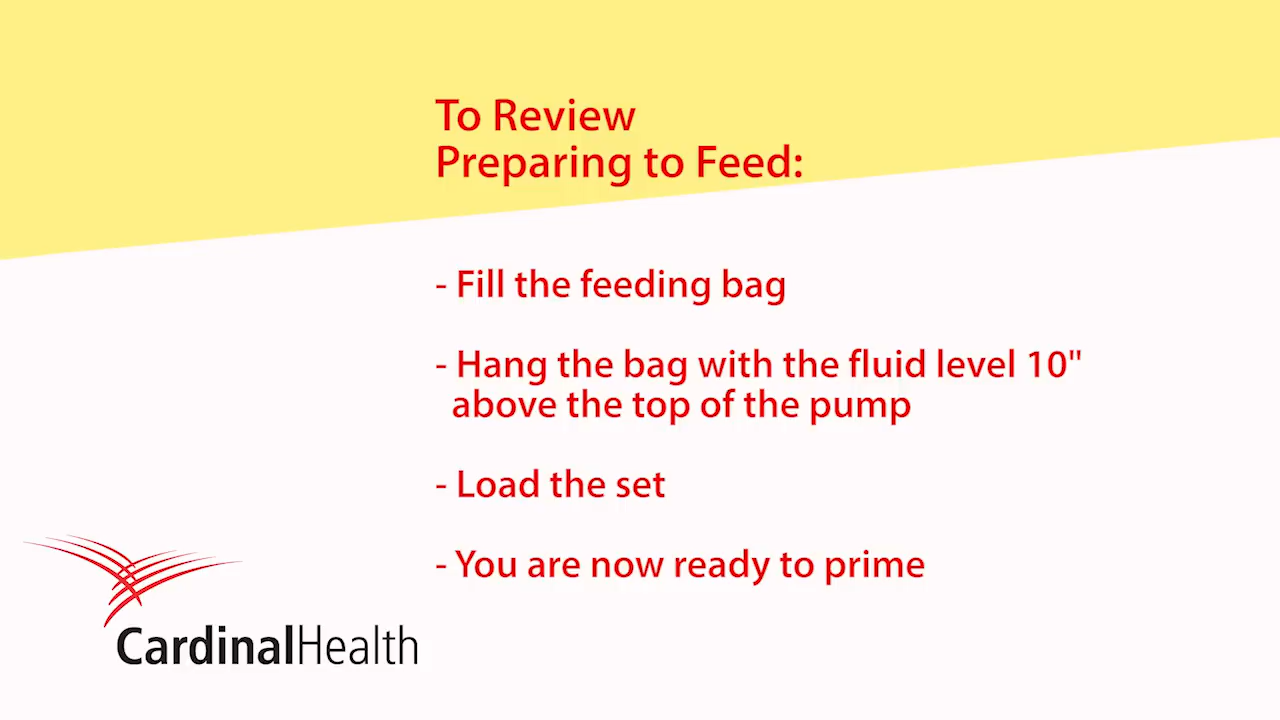 To Review
Preparing to Feed:
- Fill the feeding bag
- Hang the bag with the fluid level 10"
above the top of the pump
- Load the set
- You are now ready to prime
CardinalHealth